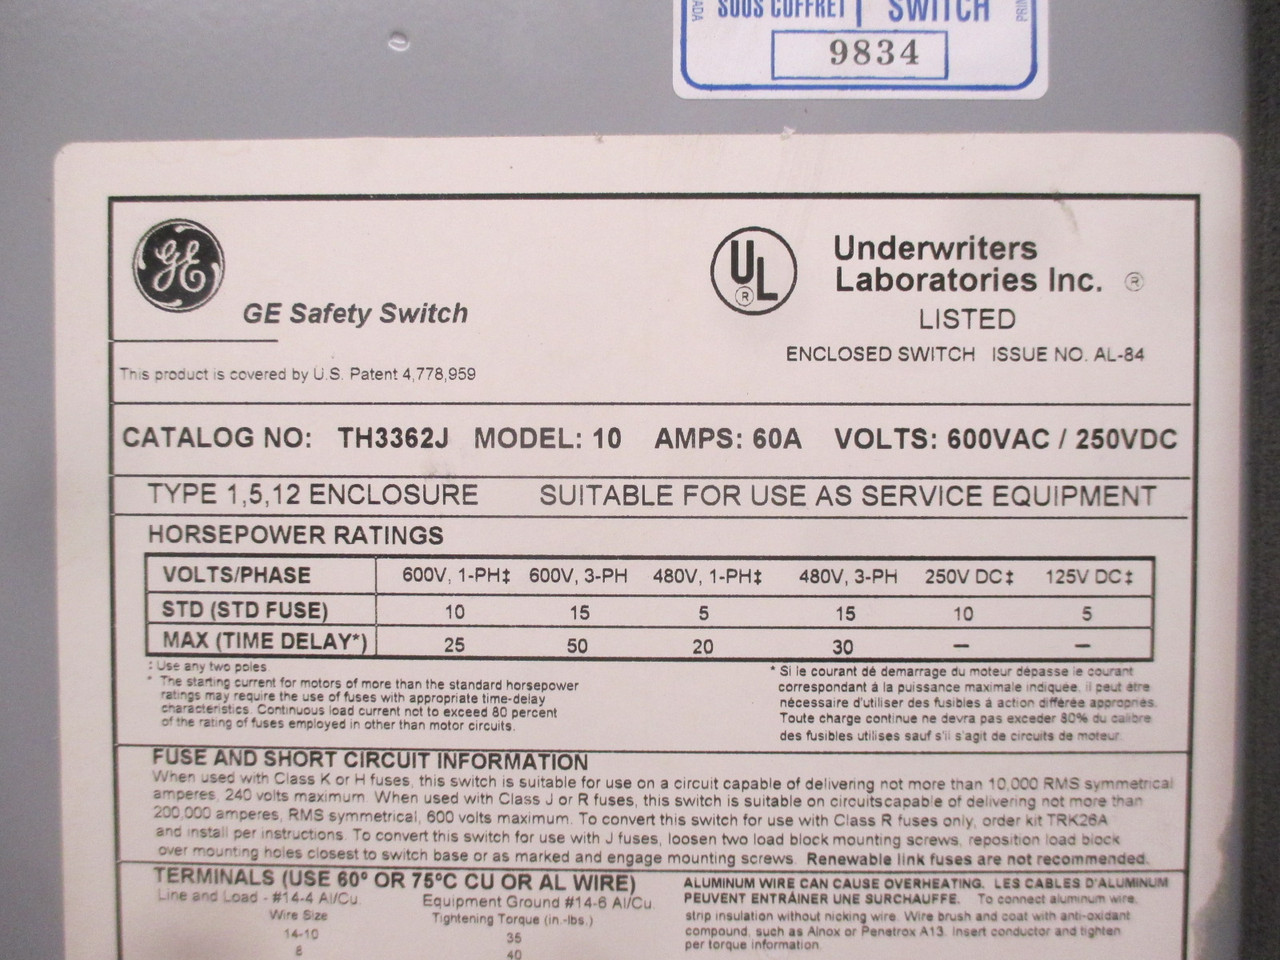 SOUS COFFRET SWITCH
9834
GE
GE Safety Switch
UL ®
Underwriters
Laboratories Inc. ®
LISTED
ENCLOSED SWITCH ISSUE NO. AL-84
This product is covered by U.S. Patent 4,778,959
CATALOG NO: TH3362J MODEL: 10 AMPS: 60A VOLTS: 600VAC / 250VDC
TYPE 1,5,12 ENCLOSURE SUITABLE FOR USE AS SERVICE EQUIPMENT
HORSEPOWER RATINGS
VOLTS/PHASE 600V, 1-PH‡ 600V, 3-PH 480V, 1-PH‡ 480V, 3-PH 250V DC‡ 125V DC‡
STD (STD FUSE) 10 15 5 15 10 5
MAX (TIME DELAY*) 25 50 20 30 — —
‡ Use any two poles.
* The starting current for motors of more than the standard horsepower
ratings may require the use of fuses with appropriate time-delay
characteristics. Continuous load current not to exceed 80 percent
of the rating of fuses employed in other than motor circuits.
* Si le courant dé demarrage du moteur dépasse le courant
correspondant à la puissance maximale indiquée, il peut être
nécessaire d'utiliser des fusibles à action différée appropriés.
Toute charge continue ne devra pas exceder 80% du calibre
des fusibles utilises sauf s'il s'agit de circuits de moteur.
FUSE AND SHORT CIRCUIT INFORMATION
When used with Class K or H fuses, this switch is suitable for use on a circuit capable of delivering not more than 10,000 RMS symmetrical
amperes, 240 volts maximum. When used with Class J or R fuses, this switch is suitable on circuitscapable of delivering not more than
200,000 amperes, RMS symmetrical, 600 volts maximum. To convert this switch for use with Class R fuses only, order kit TRK26A
and install per instructions. To convert this switch for use with J fuses, loosen two load block mounting screws, reposition load block
over mounting holes closest to switch base or as marked and engage mounting screws. Renewable link fuses are not recommended.
TERMINALS (USE 60° OR 75°C CU OR AL WIRE)
Line and Load - #14-4 Al/Cu. Equipment Ground #14-6 Al/Cu.
Wire Size Tightening Torque (in.-lbs.)
14-10 35
8 40
ALUMINUM WIRE CAN CAUSE OVERHEATING. LES CABLES D'ALUMINUM
PEUVENT ENTRÂINER UNE SURCHAUFFE. To connect aluminum wire,
strip insulation without nicking wire. Wire brush and coat with anti-oxidant
compound, such as Alnox or Penetrox A13. Insert conductor and tighten
per torque information.